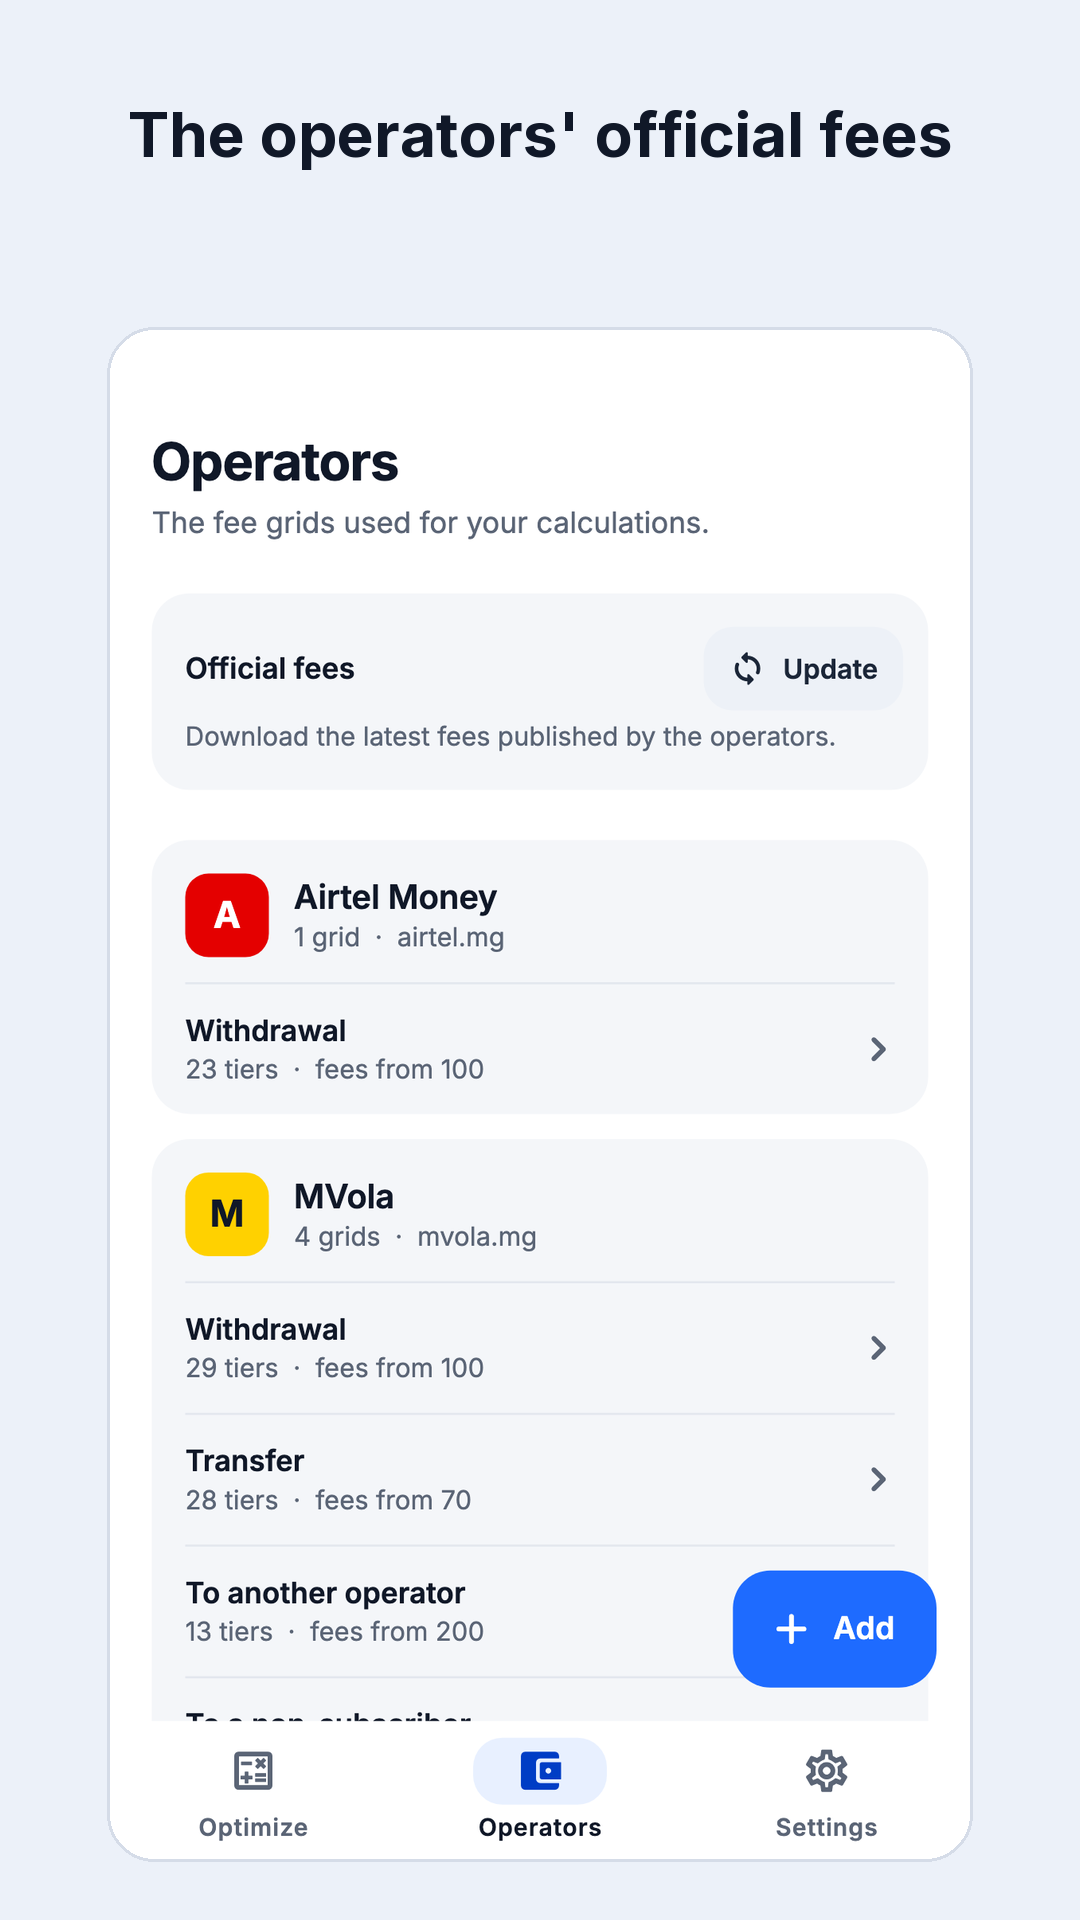 The operators' official fees
Operators
The fee grids used for your calculations.
Official fees
Update
Download the latest fees published by the operators.
A
Airtel Money
1 grid · airtel.mg
Withdrawal
23 tiers · fees from 100
M
MVola
4 grids · mvola.mg
Withdrawal
29 tiers · fees from 100
Transfer
28 tiers · fees from 70
To another operator
13 tiers · fees from 200
Add
To a non-subscriber
Optimize
Operators
Settings